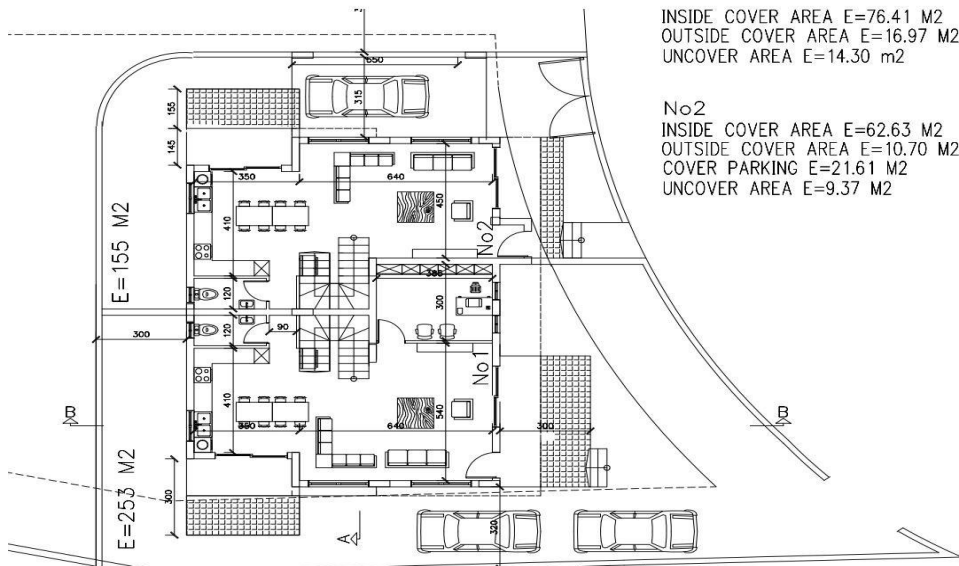 INSIDE COVER AREA E=76.41 M2
OUTSIDE COVER AREA E=16.97 M2
UNCOVER AREA E=14.30 m2
No2
INSIDE COVER AREA E=62.63 M2
OUTSIDE COVER AREA E=10.70 M2
COVER PARKING E=21.61 M2
UNCOVER AREA E=9.37 M2
650
315
155
145
350
640
450
410
E=155 M2
No2
385
120
300
300
120
90
No1
410
540
B
350
640
300
B
E=253 M2
300
320
A